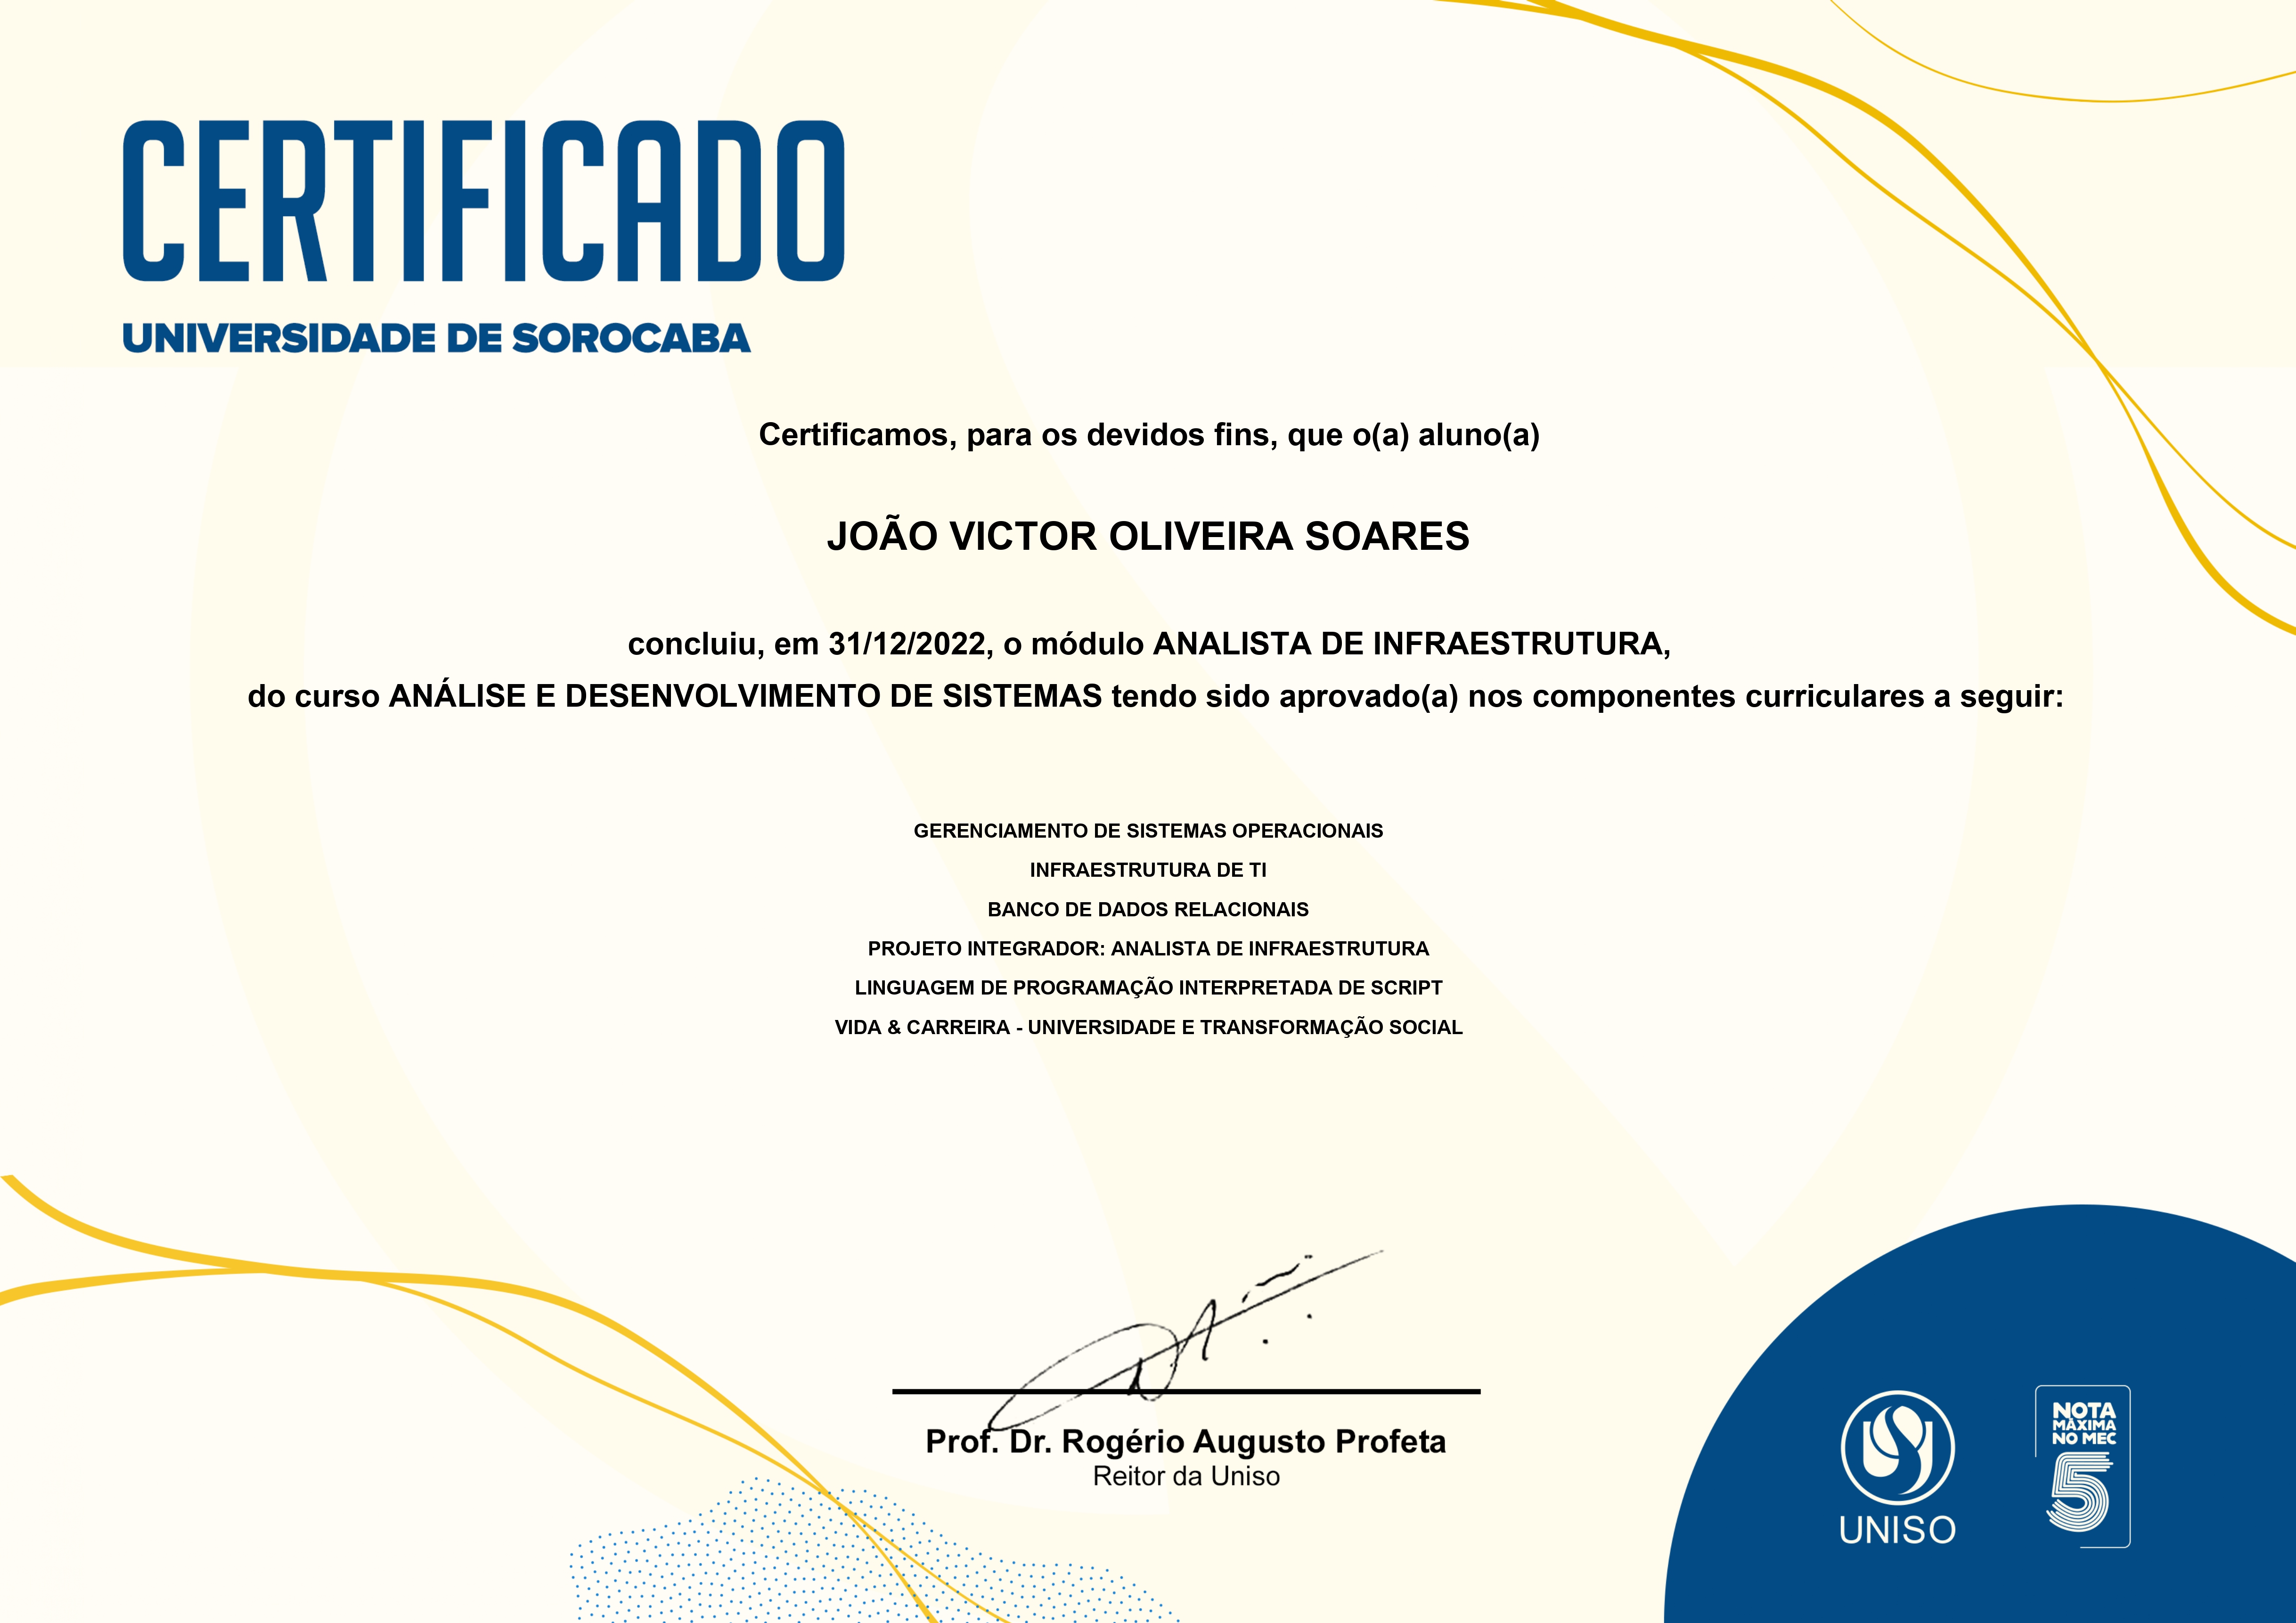 CERTIFICADO
UNIVERSIDADE DE SOROCABA
Certificamos, para os devidos fins, que o(a) aluno(a)
JOÃO VICTOR OLIVEIRA SOARES
concluiu, em 31/12/2022, o módulo ANALISTA DE INFRAESTRUTURA,
do curso ANÁLISE E DESENVOLVIMENTO DE SISTEMAS tendo sido aprovado(a) nos componentes curriculares a seguir:
GERENCIAMENTO DE SISTEMAS OPERACIONAIS
INFRAESTRUTURA DE TI
BANCO DE DADOS RELACIONAIS
PROJETO INTEGRADOR: ANALISTA DE INFRAESTRUTURA
LINGUAGEM DE PROGRAMAÇÃO INTERPRETADA DE SCRIPT
VIDA & CARREIRA - UNIVERSIDADE E TRANSFORMAÇÃO SOCIAL
Prof. Dr. Rogério Augusto Profeta
Reitor da Uniso
UNISO
NOTA
MÁXIMA
NO MEC
5